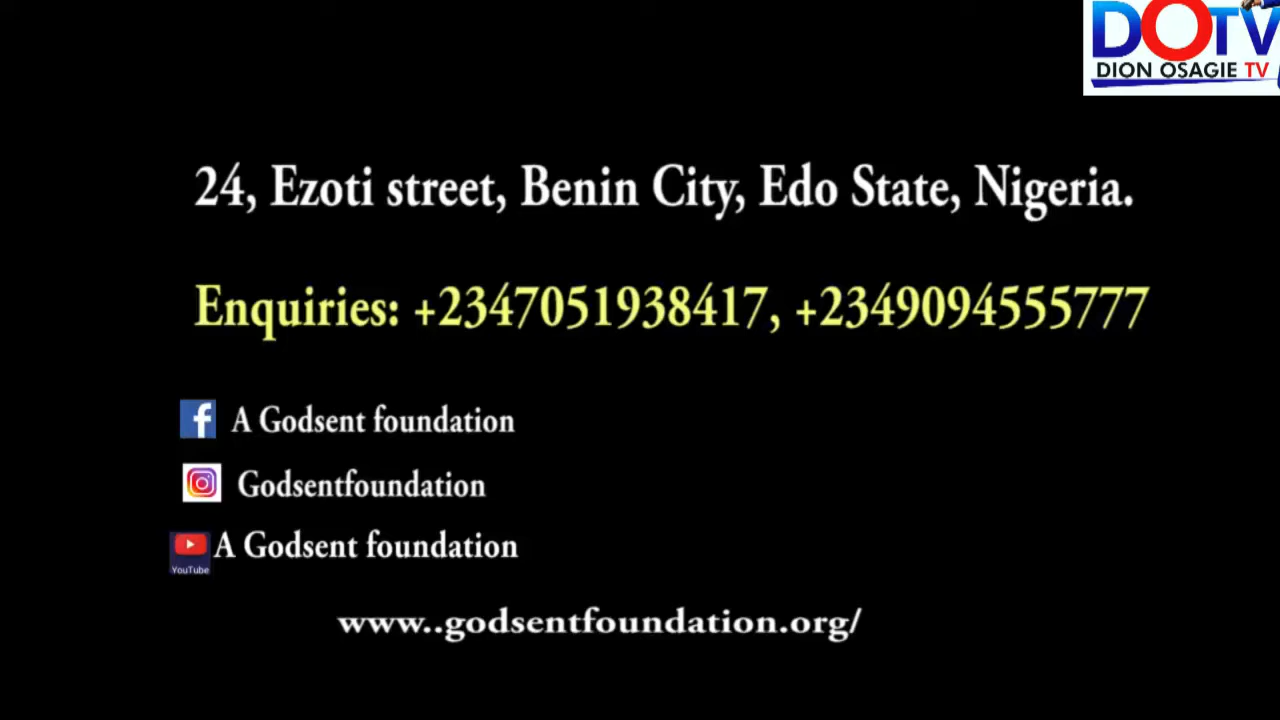 DOTV
DION OSAGIE TV
24, Ezoti street, Benin City, Edo State, Nigeria.
Enquiries: +2347051938417, +2349094555777
f A Godsent foundation
Godsentfoundation
YouTube A Godsent foundation
www..godsentfoundation.org/